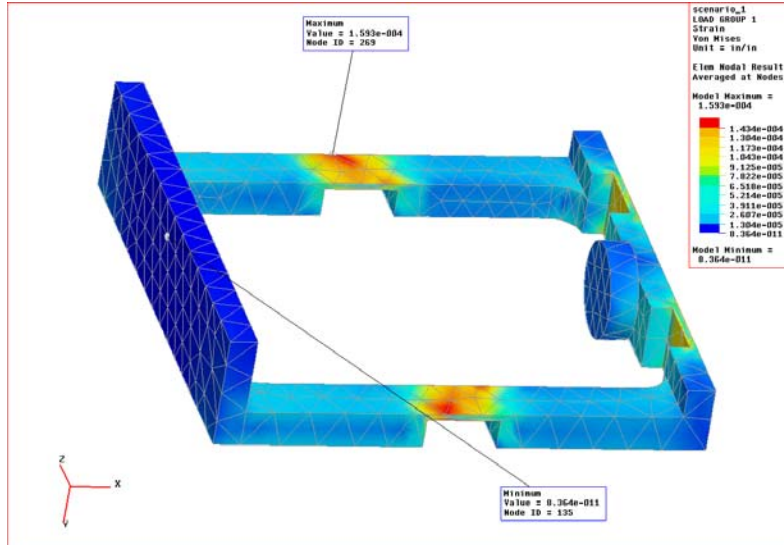 Maximum
Value = 1.593e-004
Node ID = 269
scenario_1
LOAD GROUP 1
Strain
Von Mises
Unit = in/in
Elem Nodal Result
Averaged at Nodes
Model Maximum =
1.593e-004
1.434e-004
1.304e-004
1.173e-004
1.043e-004
9.125e-005
7.822e-005
6.518e-005
5.214e-005
3.911e-005
2.607e-005
1.304e-005
8.364e-011
Model Minimum =
8.364e-011
Z
X
Y
Minimum
Value = 8.364e-011
Node ID = 135